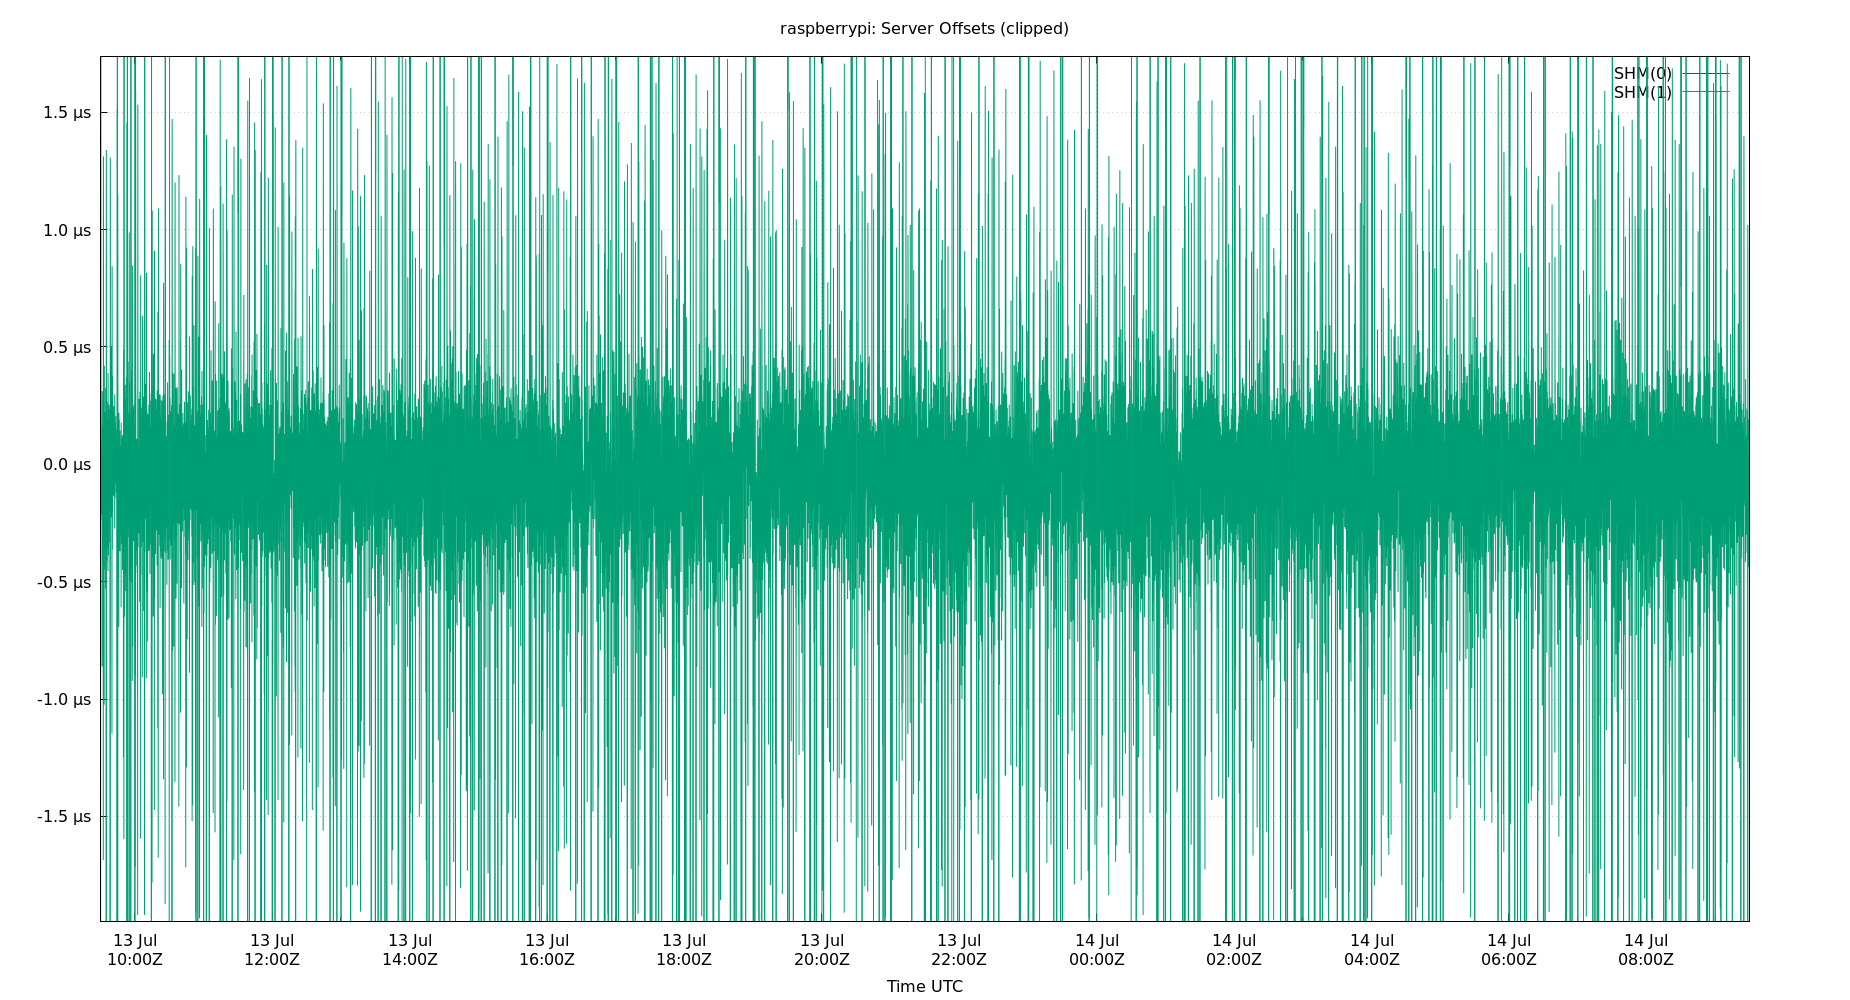 raspberrypi: Server Offsets (clipped)
SHM(0)
SHM(1)
1.5 µs
1.0 µs
0.5 µs
0.0 µs
-0.5 µs
-1.0 µs
-1.5 µs
13 Jul 13 Jul 13 Jul 13 Jul 13 Jul 13 Jul 13 Jul 14 Jul 14 Jul 14 Jul 14 Jul 14 Jul
10:00Z 12:00Z 14:00Z 16:00Z 18:00Z 20:00Z 22:00Z 00:00Z 02:00Z 04:00Z 06:00Z 08:00Z
Time UTC